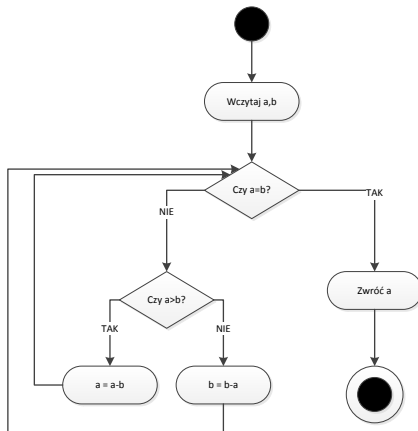 Wczytaj a,b
Czy a=b?
TAK
NIE
Czy a>b?
Zwróć a
TAK
NIE
a = a-b
b = b-a